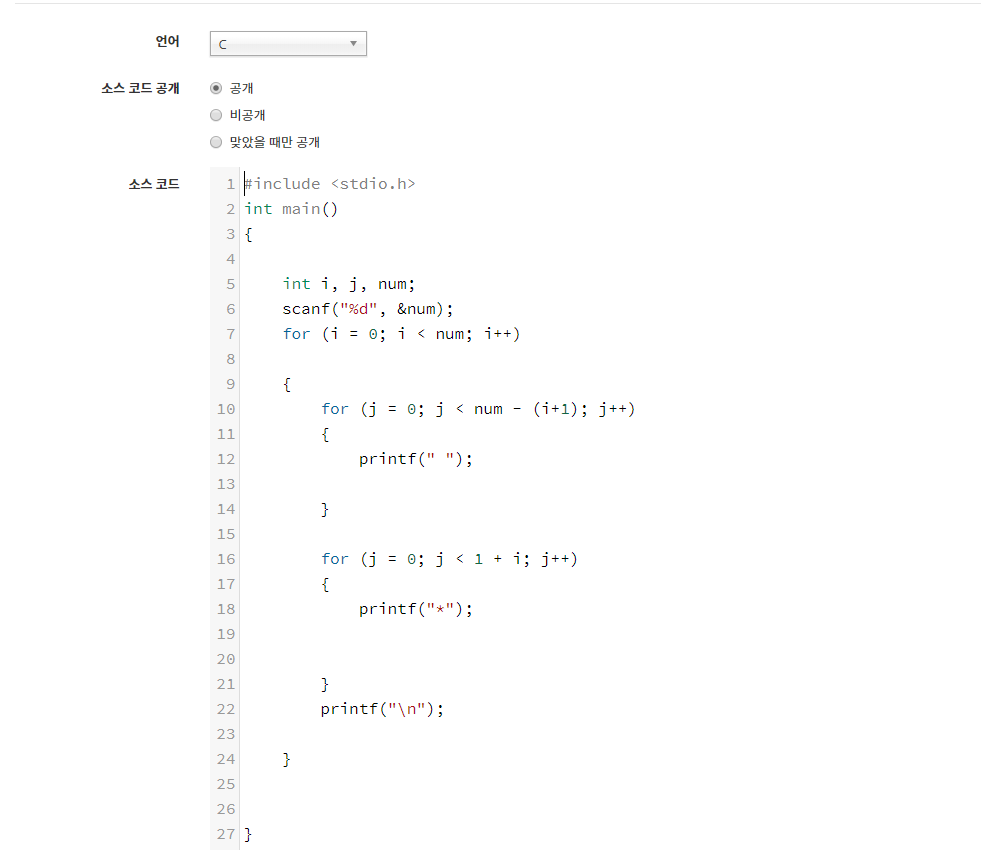 언어 C
소스 코드 공개 공개
비공개
맞았을 때만 공개
소스 코드 1 #include <stdio.h>
2 int main()
3 {
4
5     int i, j, num;
6     scanf("%d", &num);
7     for (i = 0; i < num; i++)
8
9     {
10         for (j = 0; j < num - (i+1); j++)
11         {
12             printf(" ");
13
14         }
15
16         for (j = 0; j < 1 + i; j++)
17         {
18             printf("*");
19
20
21         }
22         printf("\n");
23
24     }
25
26
27 }